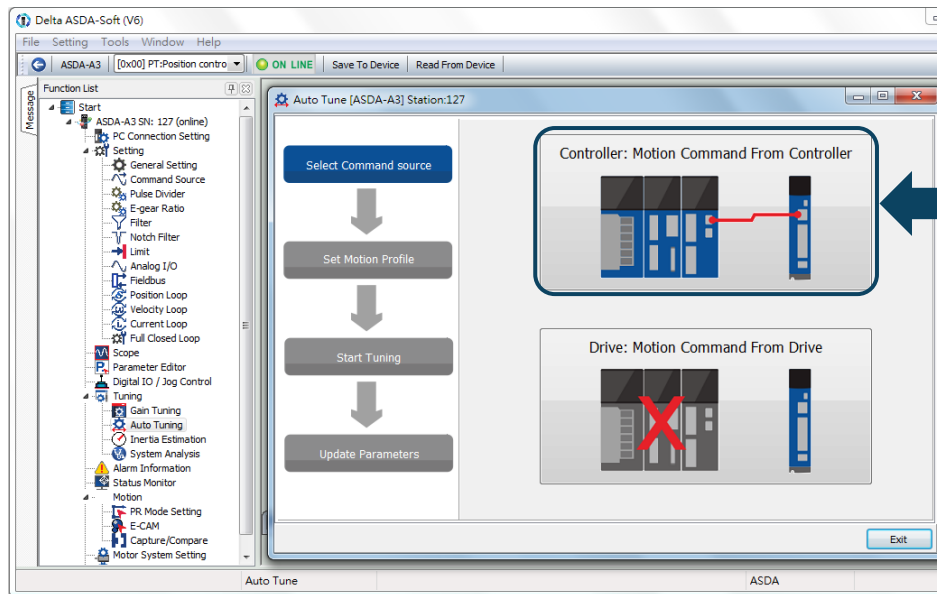 Delta ASDA-Soft (V6)
File Setting Tools Window Help
ASDA-A3 [0x00] PT:Position contro ON LINE Save To Device Read From Device
Message
Function List
Start
ASDA-A3 SN: 127 (online)
PC Connection Setting
Setting
General Setting
Command Source
Pulse Divider
E-gear Ratio
Filter
Notch Filter
Limit
Analog I/O
Fieldbus
Position Loop
Velocity Loop
Current Loop
Full Closed Loop
Scope
Parameter Editor
Digital IO / Jog Control
Tuning
Gain Tuning
Auto Tuning
Inertia Estimation
System Analysis
Alarm Information
Status Monitor
Motion
PR Mode Setting
E-CAM
Capture/Compare
Motor System Setting
Auto Tune [ASDA-A3] Station:127
Select Command source
Set Motion Profile
Start Tuning
Update Parameters
Controller: Motion Command From Controller
Drive: Motion Command From Drive
Exit
Auto Tune
ASDA